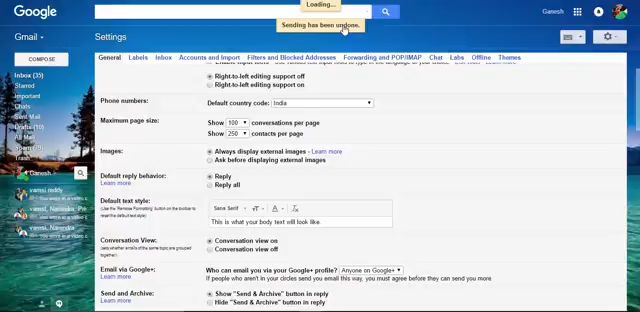 Loading...
Google
Ganesh
Sending has been undone.
Gmail
Settings
COMPOSE
General Labels Inbox Accounts and Import Filters and Blocked Addresses Forwarding and POP/IMAP Chat Labs Offline Themes
Inbox (35)
Starred
Important
Chats
Sent Mail
Drafts (10)
All Mail
Trash
Ganesh
vamsi reddy
Right-to-left editing support off
Right-to-left editing support on
Phone numbers:
Default country code: India
Maximum page size:
Show 100 conversations per page
Show 250 contacts per page
Images:
Always display external images - Learn more
Ask before displaying external images
Default reply behavior:
Learn more
Reply
Reply all
Default text style:
(Use the 'Remove Formatting' button on the toolbar to reset the default text style)
Sans Serif
This is what your body text will look like.
Conversation View:
(sets whether emails of the same topic are grouped together)
Conversation view on
Conversation view off
Email via Google+:
Learn more
Who can email you via your Google+ profile? Anyone on Google+
If people who aren't in your circles send you email this way, you must agree before they can send you more.
Send and Archive:
Learn more
Show "Send & Archive" button in reply
Hide "Send & Archive" button in reply